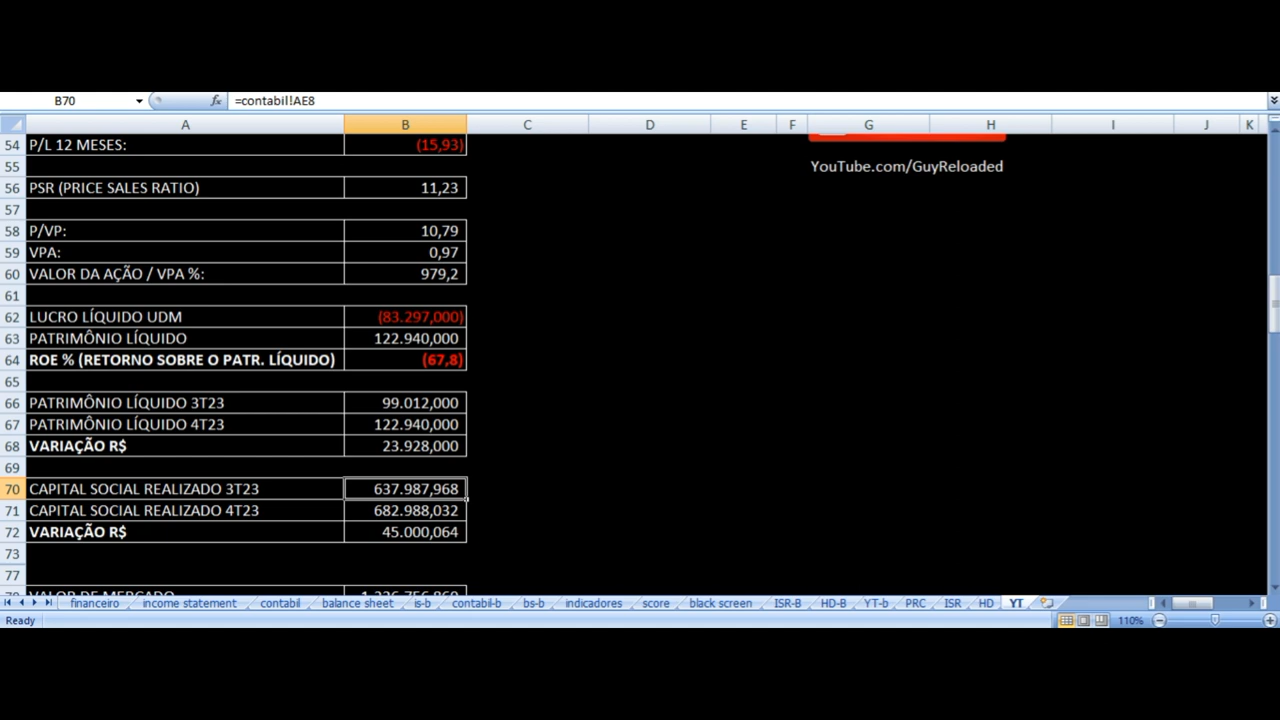 B70 fx =contabil!AE8
A B C D E F G H I J K
54 P/L 12 MESES: (15,93)
YouTube.com/GuyReloaded
55
56 PSR (PRICE SALES RATIO) 11,23
57
58 P/VP: 10,79
59 VPA: 0,97
60 VALOR DA AÇÃO / VPA %: 979,2
61
62 LUCRO LÍQUIDO UDM (83.297,000)
63 PATRIMÔNIO LÍQUIDO 122.940,000
64 ROE % (RETORNO SOBRE O PATR. LÍQUIDO) (67,8)
65
66 PATRIMÔNIO LÍQUIDO 3T23 99.012,000
67 PATRIMÔNIO LÍQUIDO 4T23 122.940,000
68 VARIAÇÃO R$ 23.928,000
69
70 CAPITAL SOCIAL REALIZADO 3T23 637.987,968
71 CAPITAL SOCIAL REALIZADO 4T23 682.988,032
72 VARIAÇÃO R$ 45.000,064
73
77
VALOR DE MERCADO
financeiro income statement contabil balance sheet is-b contabil-b bs-b indicadores score black screen ISR-B HD-B YT-b PRC ISR HD YT
Ready 110%